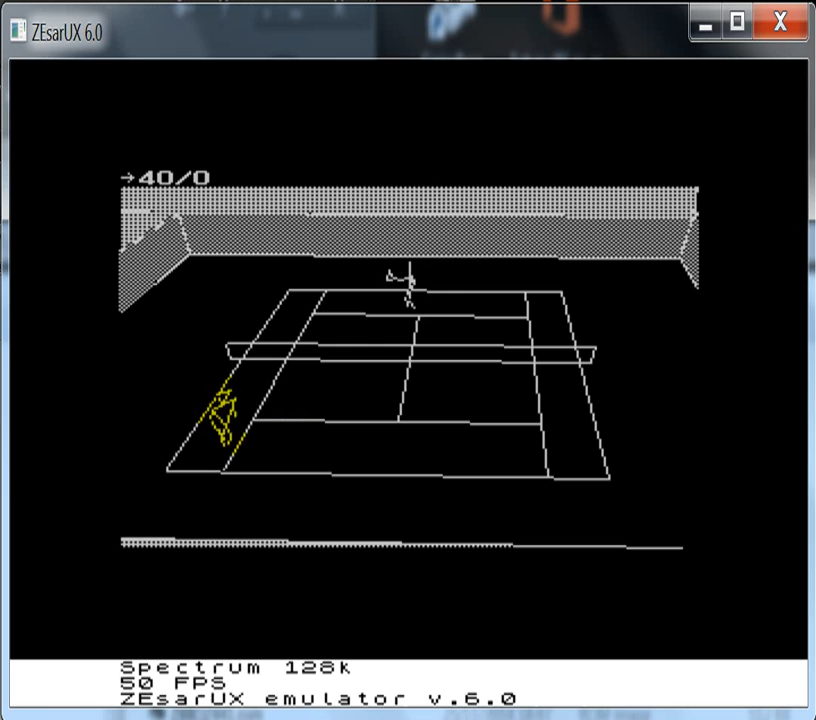 ZEsarUX 6.0
→40/0
Spectrum 128k
50 FPS
ZEsarUX emulator v.6.0